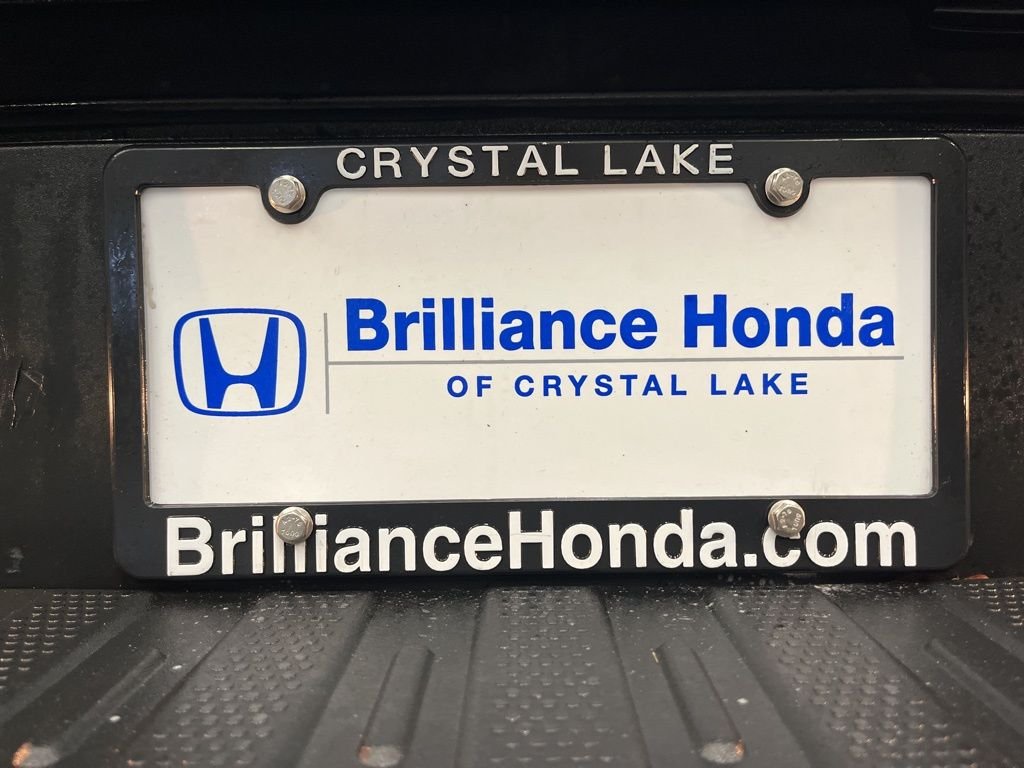 CRYSTAL LAKE
Brilliance Honda
OF CRYSTAL LAKE
BrillianceHonda.com